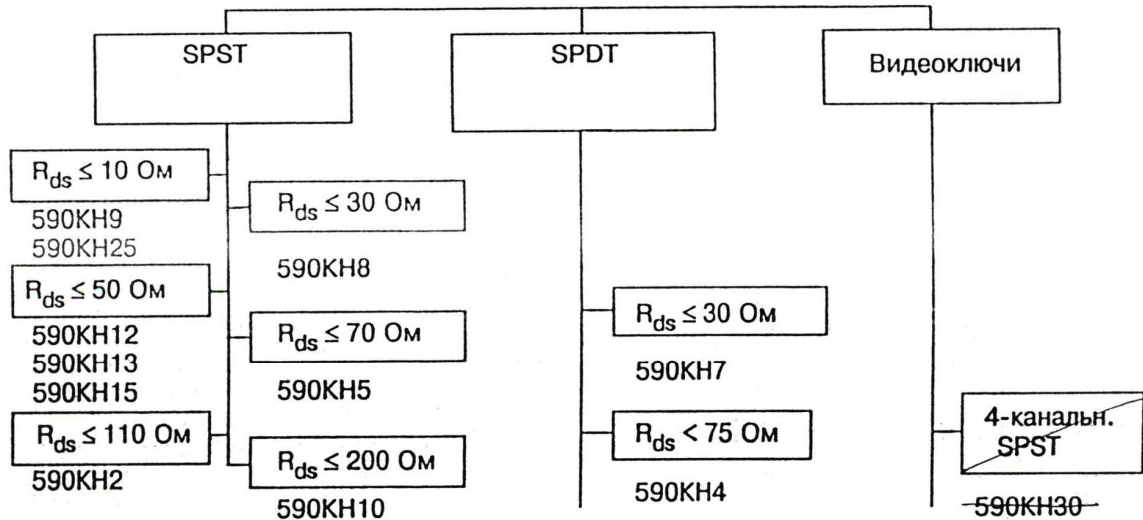 SPST
SPDT
Видеоключи
Rds ≤ 10 Ом
590КН9
590КН25
Rds ≤ 30 Ом
590КН8
Rds ≤ 50 Ом
590КН12
590КН13
590КН15
Rds ≤ 70 Ом
590КН5
Rds ≤ 110 Ом
590КН2
Rds ≤ 200 Ом
590КН10
Rds ≤ 30 Ом
590КН7
Rds < 75 Ом
590КН4
4-канальн.
SPST
590КН30